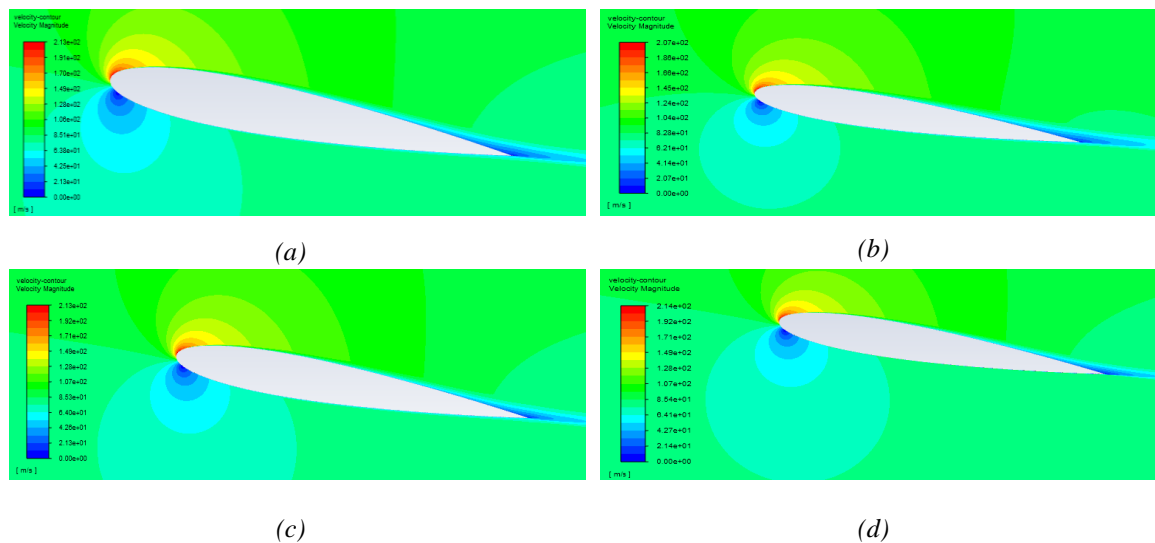 velocity-contour
Velocity Magnitude
2.13e+02
1.91e+02
1.70e+02
1.49e+02
1.28e+02
1.06e+02
8.51e+01
6.38e+01
4.26e+01
2.13e+01
0.00e+00
[ m/s ]
(a)
velocity-contour
Velocity Magnitude
2.07e+02
1.86e+02
1.66e+02
1.45e+02
1.24e+02
1.04e+02
8.28e+01
6.21e+01
4.14e+01
2.07e+01
0.00e+00
[ m/s ]
(b)
velocity-contour
Velocity Magnitude
2.13e+02
1.92e+02
1.71e+02
1.49e+02
1.28e+02
1.07e+02
8.53e+01
6.40e+01
4.26e+01
2.13e+01
0.00e+00
[ m/s ]
(c)
velocity-contour
Velocity Magnitude
2.14e+02
1.92e+02
1.71e+02
1.49e+02
1.28e+02
1.07e+02
8.54e+01
6.41e+01
4.27e+01
2.14e+01
0.00e+00
[ m/s ]
(d)